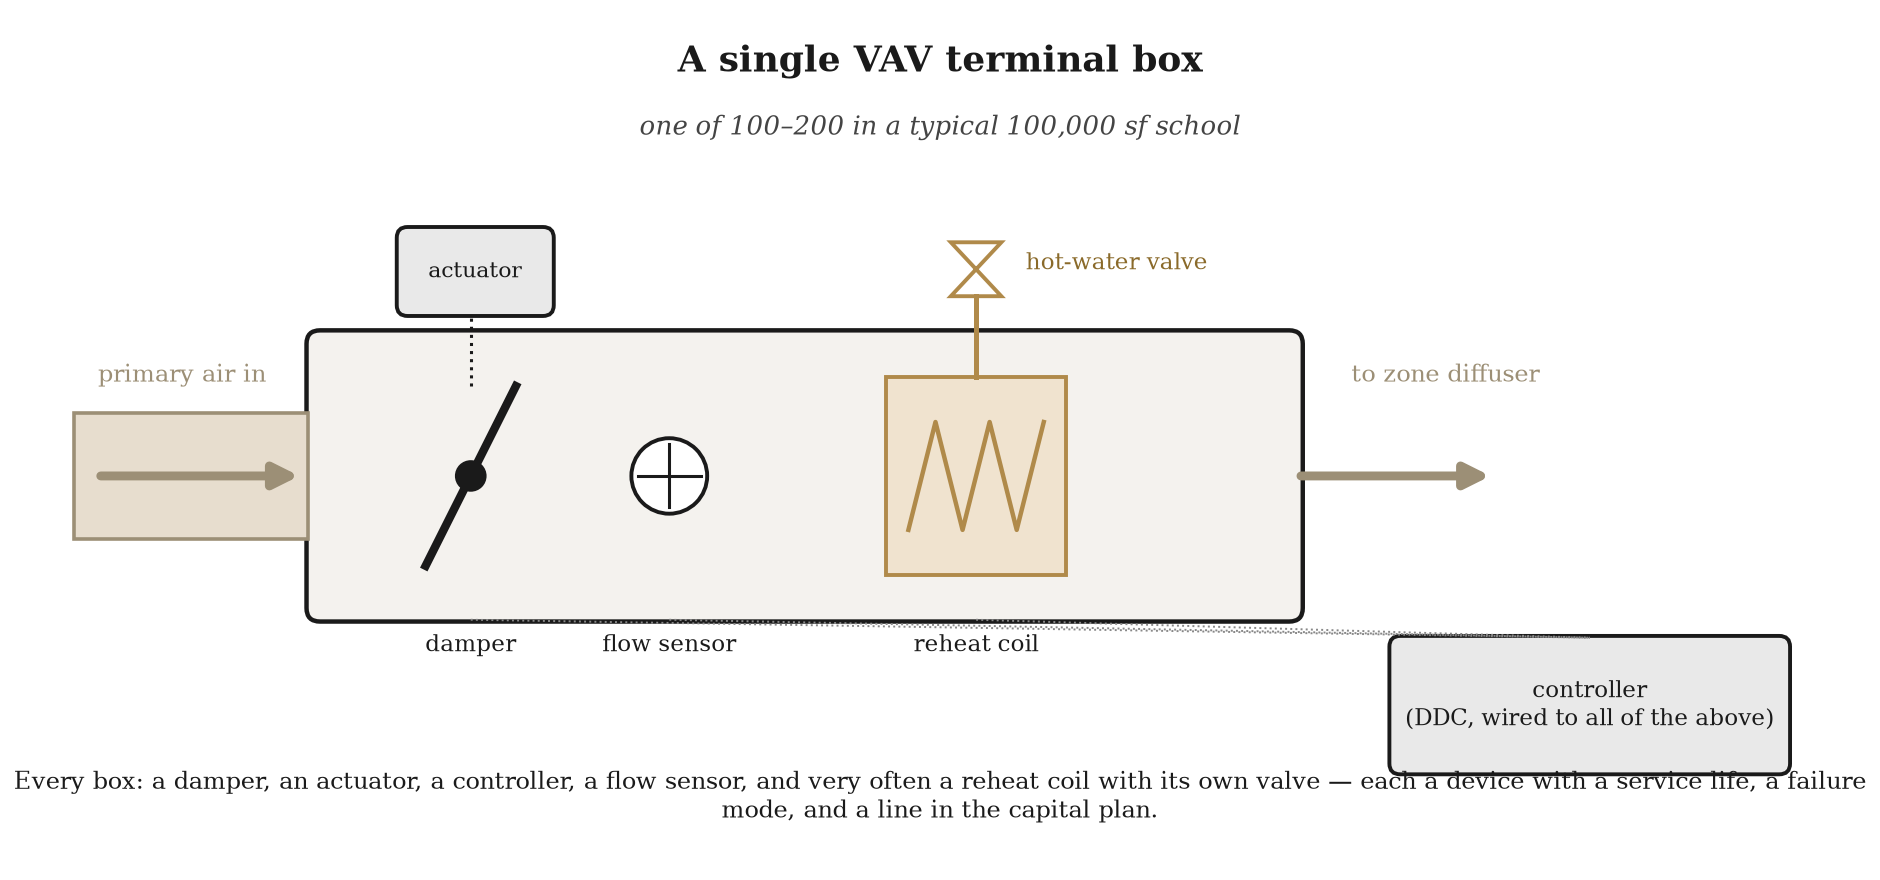 A single VAV terminal box
one of 100–200 in a typical 100,000 sf school
actuator
hot-water valve
primary air in
to zone diffuser
damper
flow sensor
reheat coil
controller
(DDC, wired to all of the above)
Every box: a damper, an actuator, a controller, a flow sensor, and very often a reheat coil with its own valve — each a device with a service life, a failure
mode, and a line in the capital plan.